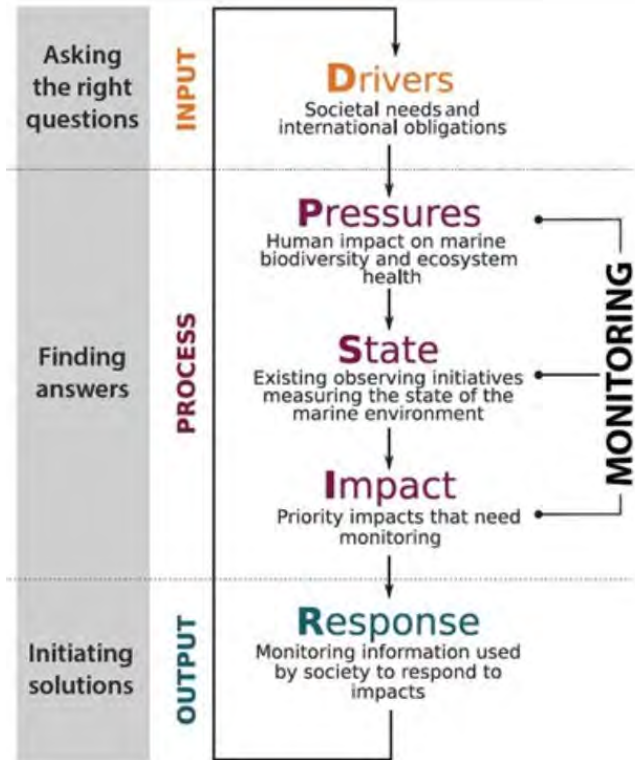 Asking
the right
questions
INPUT
Drivers
Societal needs and
international obligations
Finding
answers
PROCESS
Pressures
Human impact on marine
biodiversity and ecosystem
health
State
Existing observing initiatives
measuring the state of the
marine environment
Impact
Priority impacts that need
monitoring
MONITORING
Initiating
solutions
OUTPUT
Response
Monitoring information used
by society to respond to
impacts